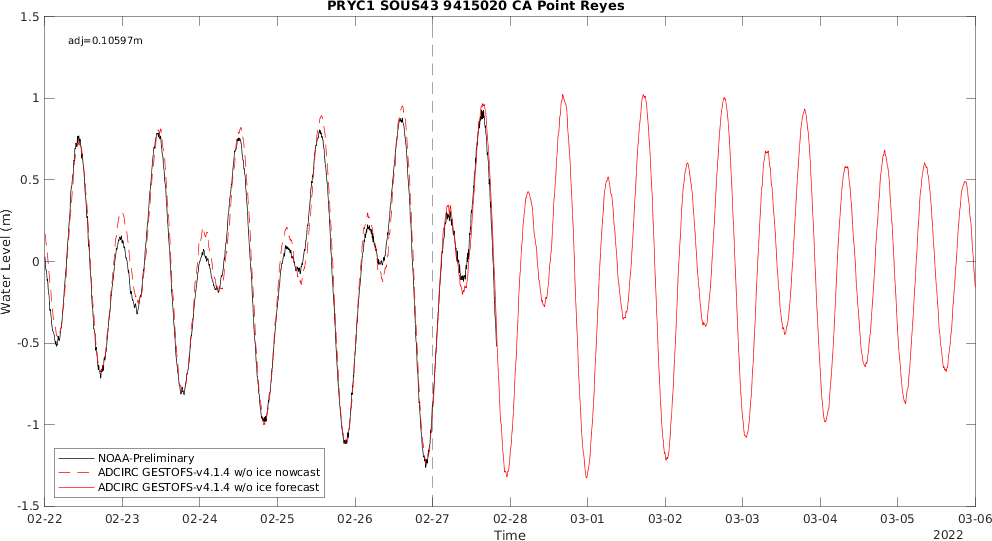 PRYC1 SOUS43 9415020 CA Point Reyes
adj=0.10597m
Water Level (m)
1.5
1
0.5
0
-0.5
-1
-1.5
NOAA-Preliminary
ADCIRC GESTOFS-v4.1.4 w/o ice nowcast
ADCIRC GESTOFS-v4.1.4 w/o ice forecast
02-22 02-23 02-24 02-25 02-26 02-27 02-28 03-01 03-02 03-03 03-04 03-05 03-06
Time
2022